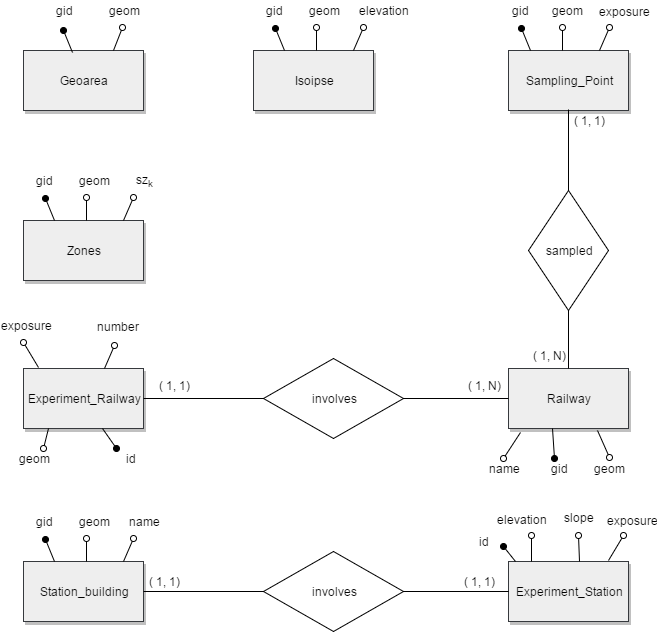 gid geom
Geoarea
gid geom elevation
Isoipse
gid geom exposure
Sampling_Point
( 1, 1)
gid geom szk
Zones
sampled
( 1, N)
exposure number
Experiment_Railway
geom id
( 1, 1)
involves
( 1, N)
Railway
name gid geom
gid geom name
Station_building
( 1, 1)
involves
( 1, 1)
id elevation slope exposure
Experiment_Station